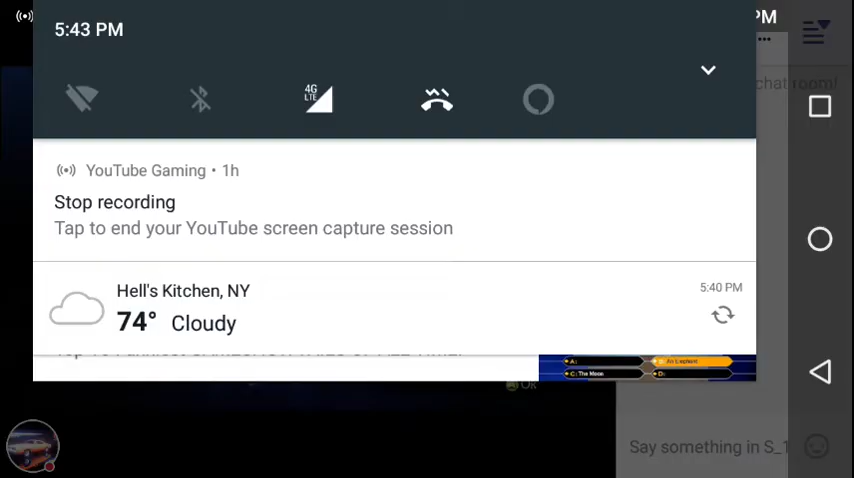 5:43 PM
PM
4G
LTE
chat room!
YouTube Gaming • 1h
Stop recording
Tap to end your YouTube screen capture session
Hell's Kitchen, NY
5:40 PM
74° Cloudy
A:
An Elephant
C: The Moon
D:
Say something in S_1